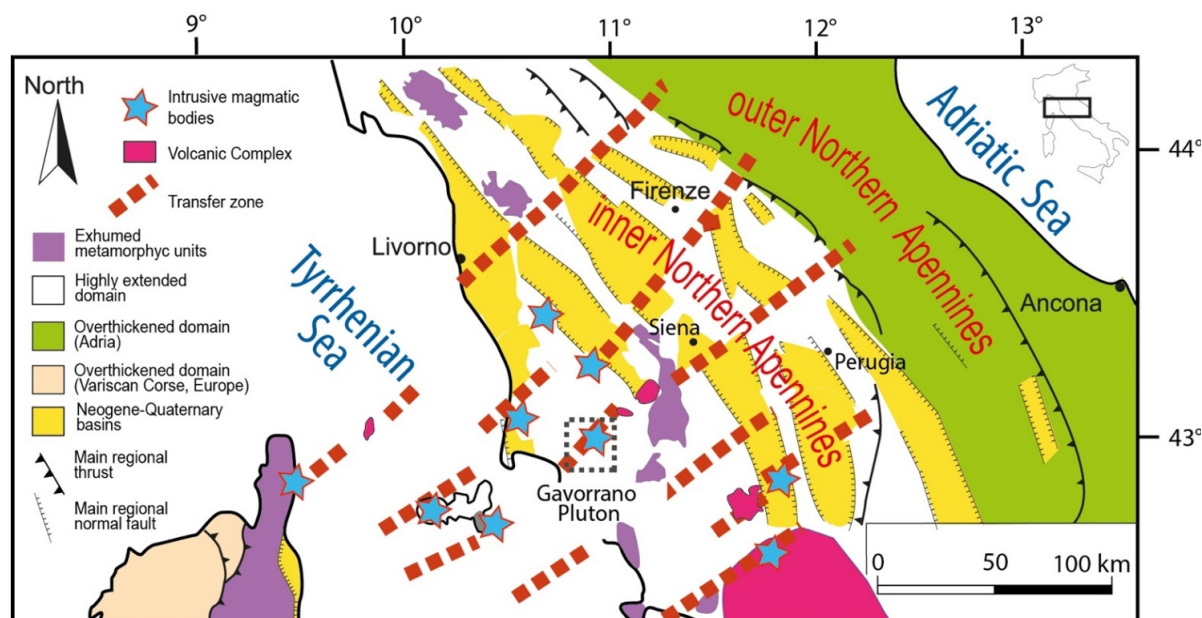 9°
10°
11°
12°
13°
North
Intrusive magmatic
bodies
Volcanic Complex
Transfer zone
Exhumed
metamorphyc units
Highly extended
domain
Overthickened domain
(Adria)
Overthickened domain
(Variscan Corse, Europe)
Neogene-Quaternary
basins
Main regional
thrust
Main regional
normal fault
Tyrrhenian
Sea
Livorno
Firenze
Siena
Perugia
Ancona
inner Northern Apennines
outer Northern Apennines
Adriatic Sea
Gavorrano
Pluton
44°
43°
0 50 100 km